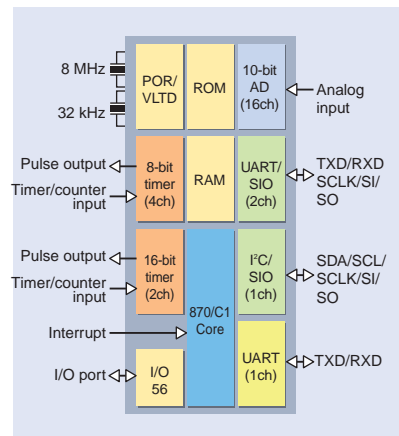 8 MHz
32 kHz
POR/
VLTD
ROM
10-bit
AD
(16ch)
Analog
input
Pulse output
Timer/counter
input
8-bit
timer
(4ch)
RAM
UART/
SIO
(2ch)
TXD/RXD
SCLK/SI/
SO
Pulse output
Timer/counter
input
16-bit
timer
(2ch)
870/C1
Core
I²C/
SIO
(1ch)
SDA/SCL/
SCLK/SI/
SO
Interrupt
I/O port
I/O
56
UART
(1ch)
TXD/RXD